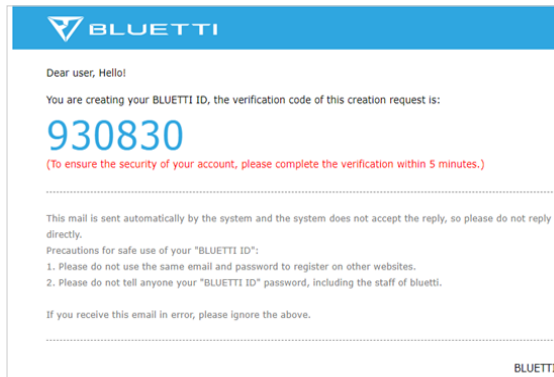 BLUETTI
Dear user, Hello!
You are creating your BLUETTI ID, the verification code of this creation request is:
930830
(To ensure the security of your account, please complete the verification within 5 minutes.)
This mail is sent automatically by the system and the system does not accept the reply, so please do not reply
directly.
Precautions for safe use of your "BLUETTI ID":
1. Please do not use the same email and password to register on other websites.
2. Please do not tell anyone your "BLUETTI ID" password, including the staff of bluetti.
If you receive this email in error, please ignore the above.
BLUETTI